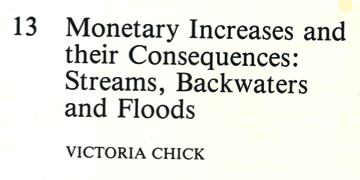 13 Monetary Increases and
their Consequences:
Streams, Backwaters
and Floods
VICTORIA CHICK